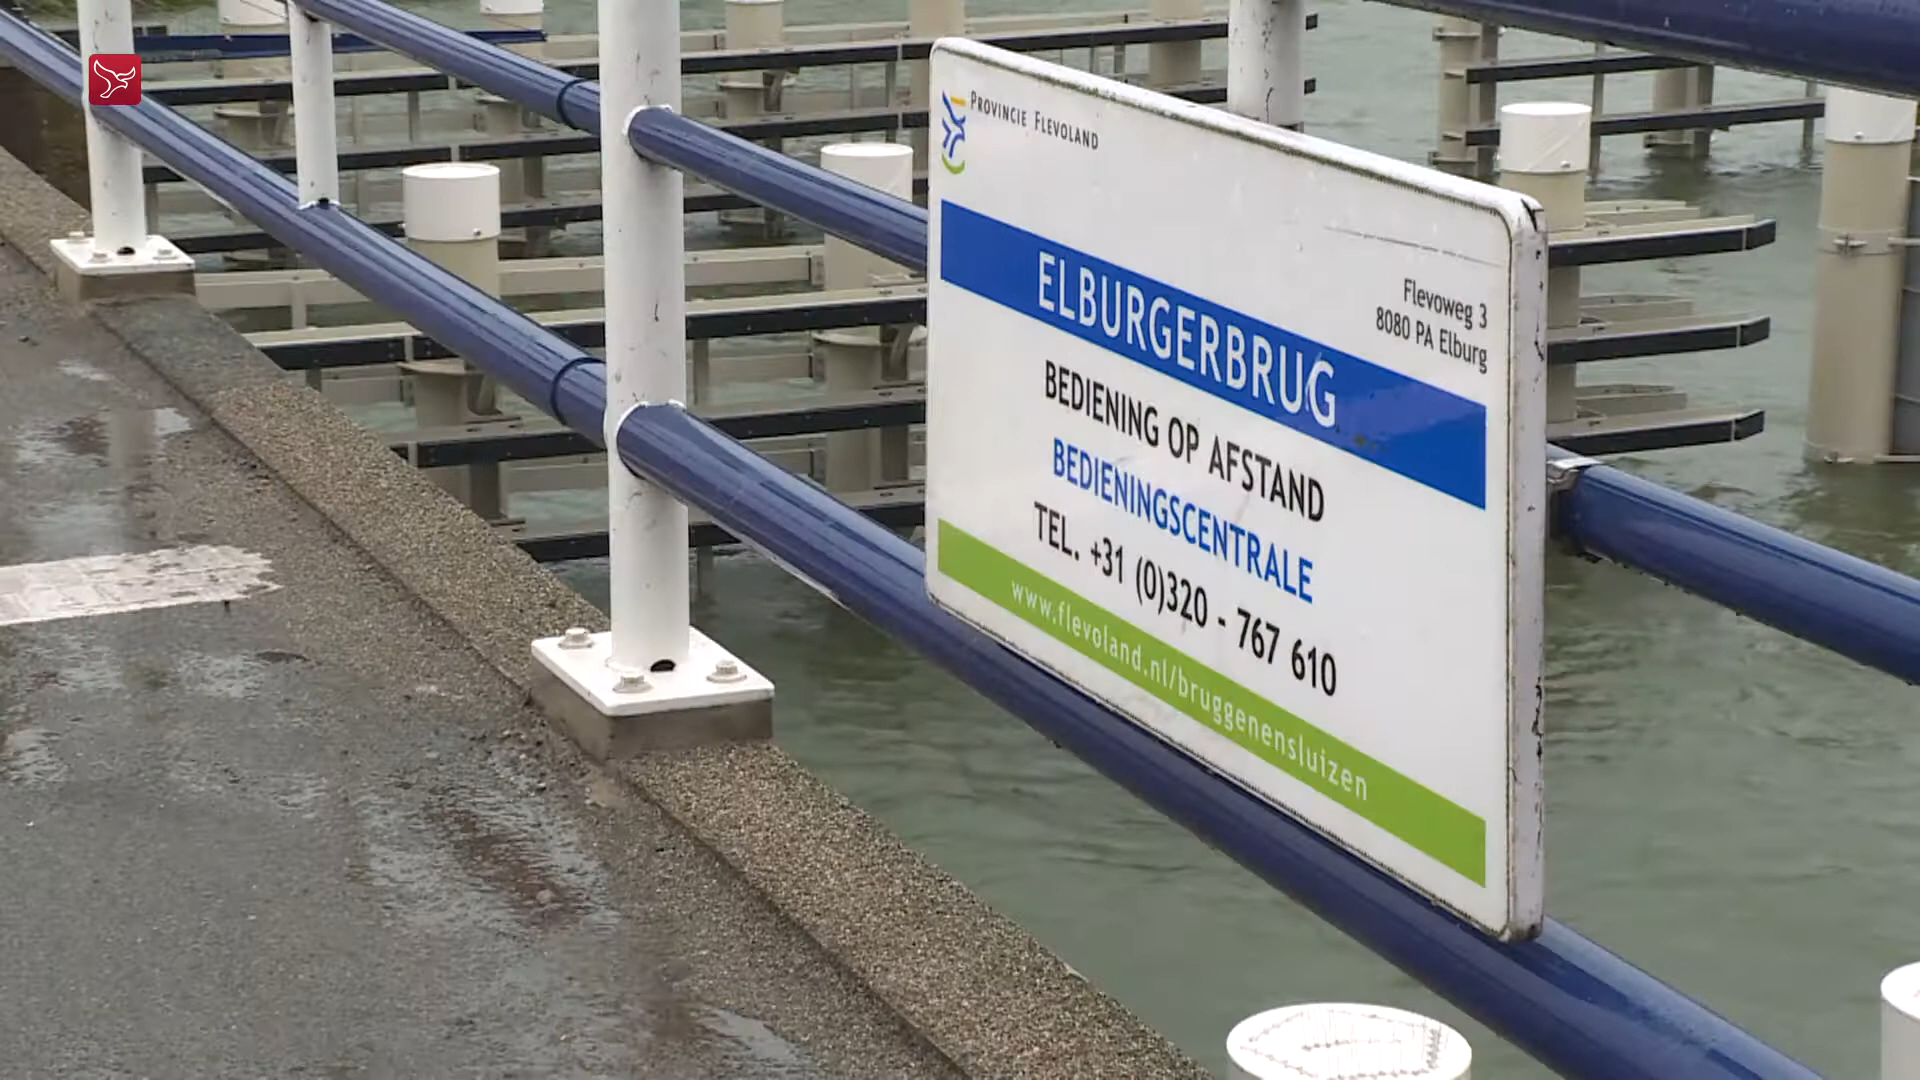 PROVINCIE FLEVOLAND
Flevoweg 3
8080 PA Elburg
ELBURGERBRUG
BEDIENING OP AFSTAND
BEDIENINGSCENTRALE
TEL. +31 (0)320 - 767 610
www.flevoland.nl/bruggenensluizen